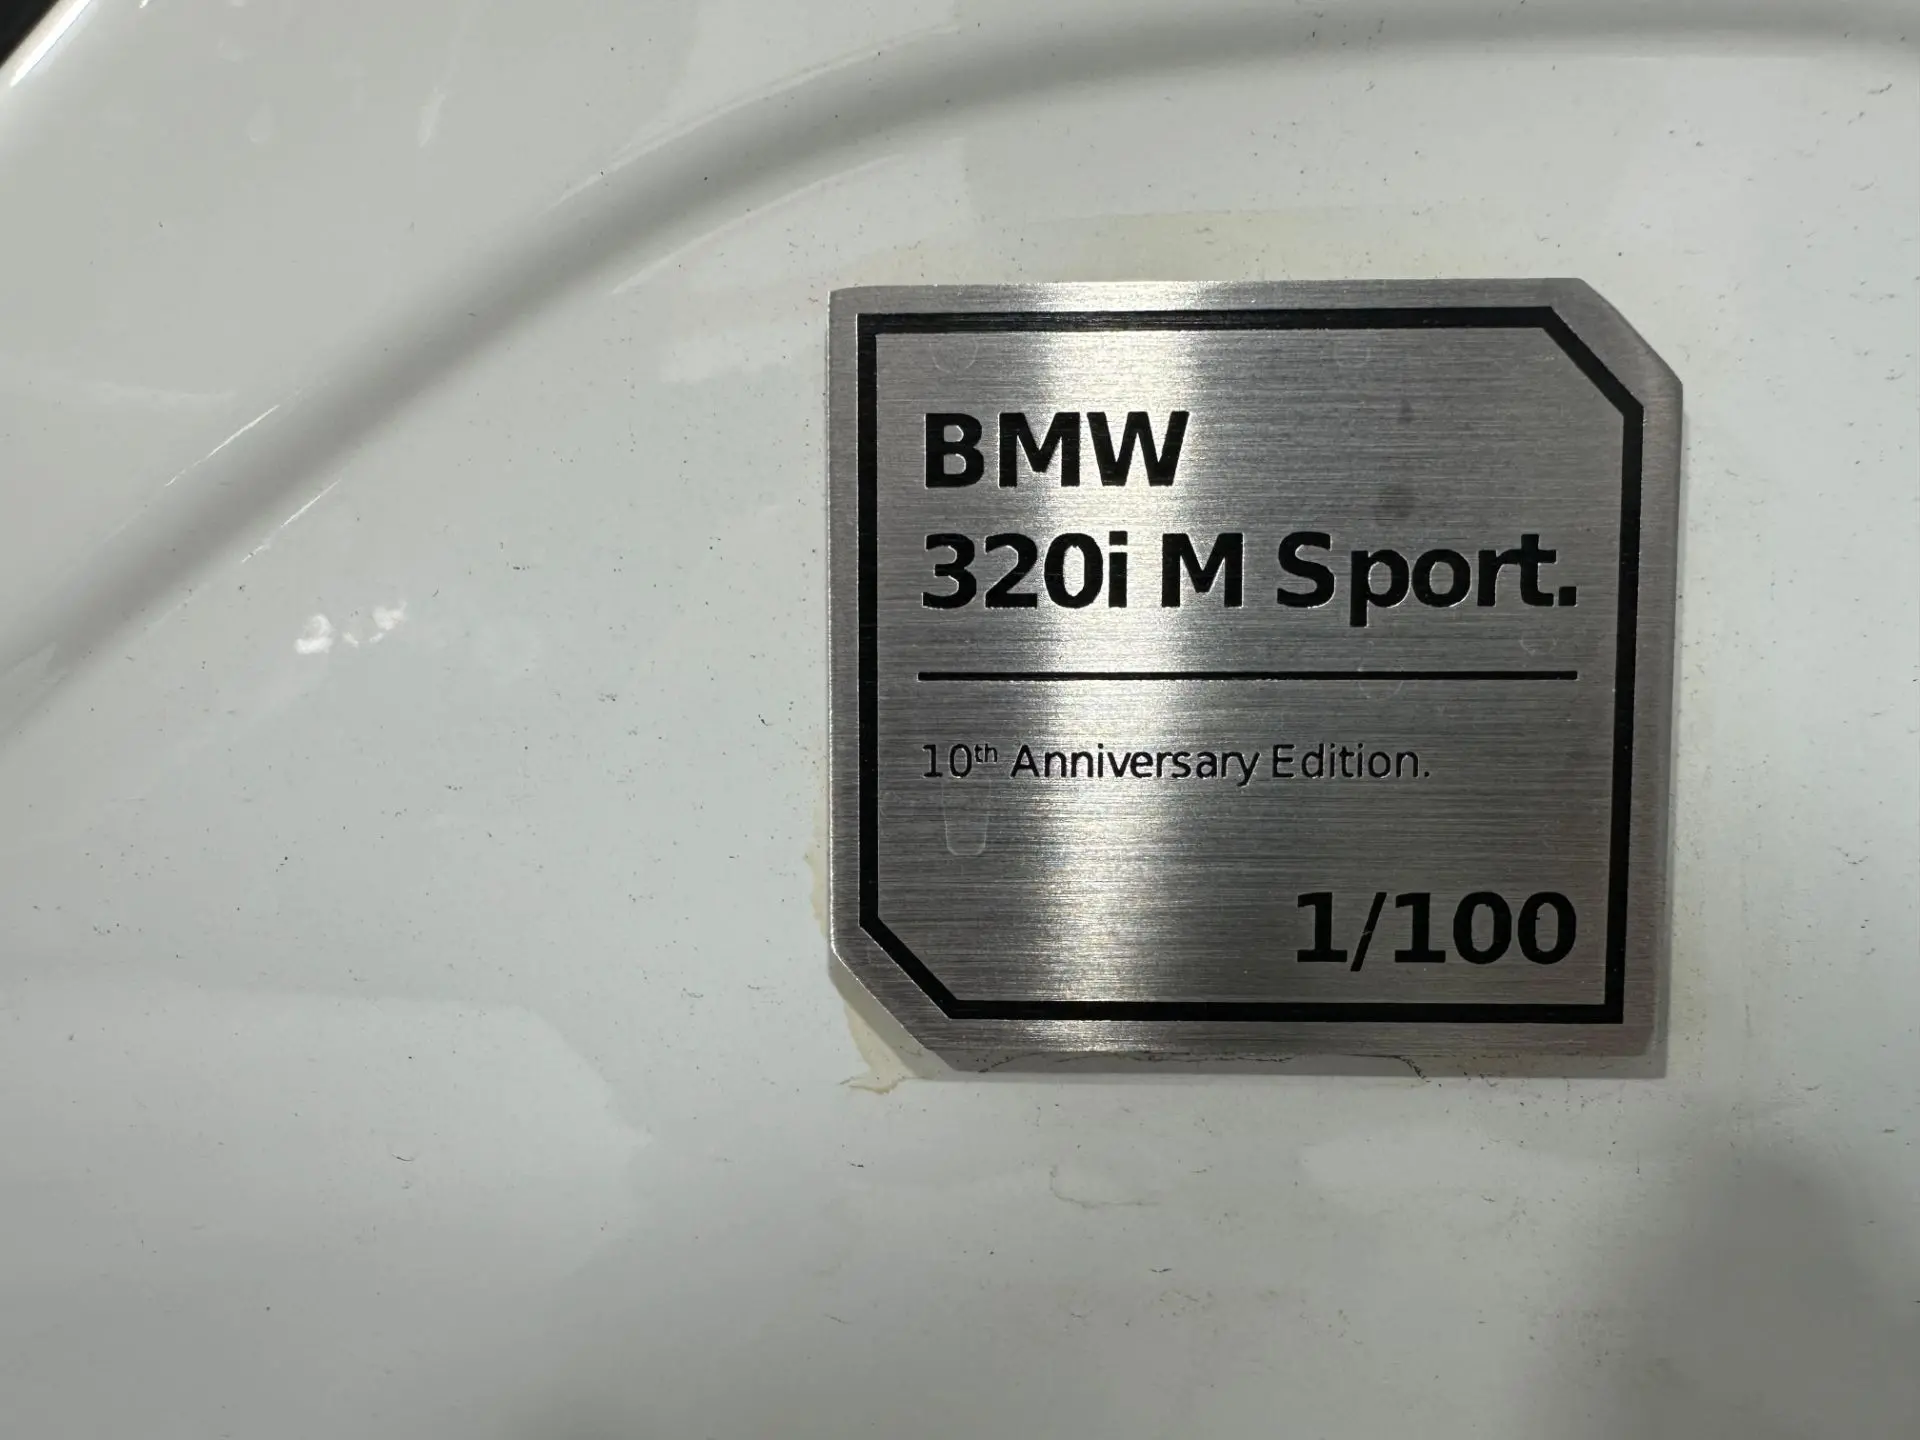 BMW
320i M Sport.
10th Anniversary Edition.
1/100